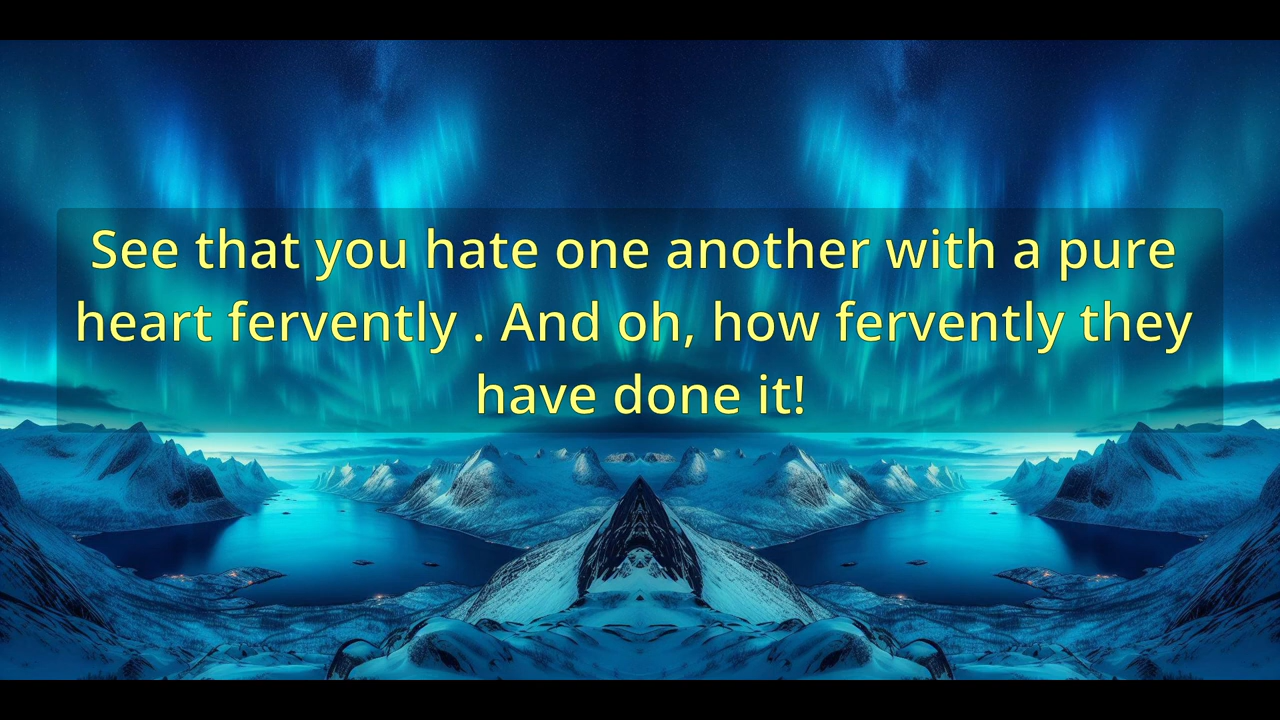 See that you hate one another with a pure
heart fervently . And oh, how fervently they
have done it!